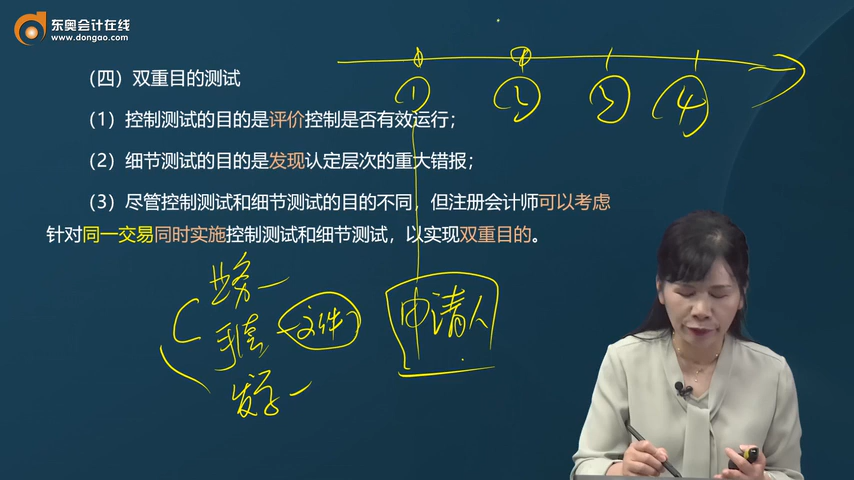 东奥会计在线
www.dongao.com
(四)双重目的测试
① ② ③ ④
(1)控制测试的目的是评价控制是否有效运行;
(2)细节测试的目的是发现认定层次的重大错报;
(3)尽管控制测试和细节测试的目的不同,但注册会计师可以考虑
针对同一交易同时实施控制测试和细节测试,以实现双重目的。
业务
手续 文件 申请人